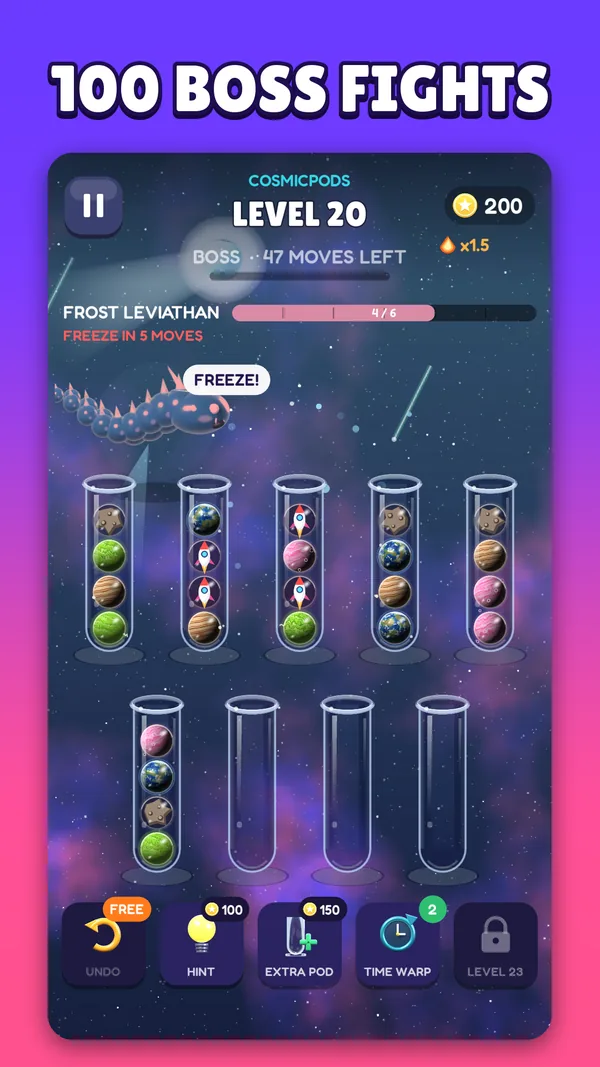 100 BOSS FIGHTS
COSMICPODS
LEVEL 20
200
x1.5
BOSS · 47 MOVES LEFT
FROST LEVIATHAN
4 / 6
FREEZE IN 5 MOVES
FREEZE!
FREE
UNDO
100
HINT
150
EXTRA POD
2
TIME WARP
LEVEL 23